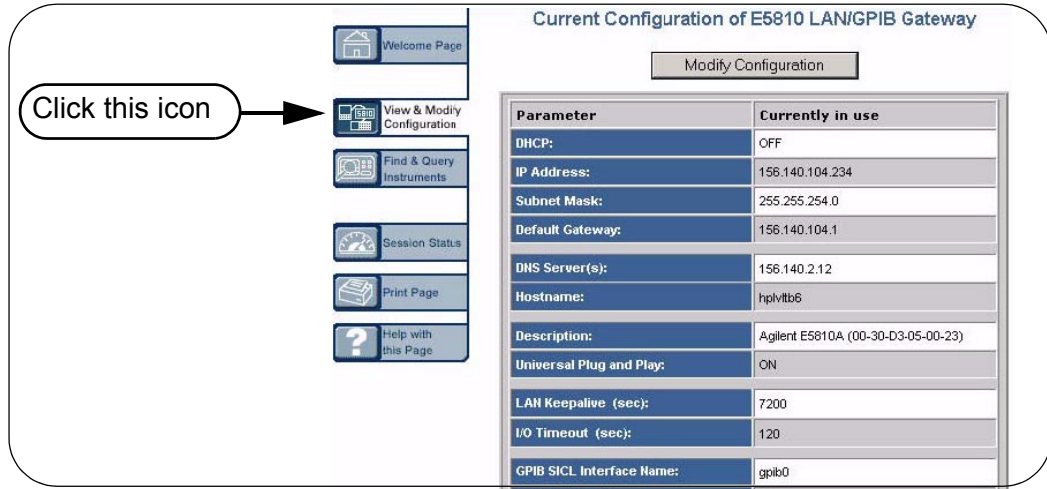 Current Configuration of E5810 LAN/GPIB Gateway
Modify Configuration
Welcome Page
Click this icon
View & Modify
Configuration
Find & Query
Instruments
Session Status
Print Page
Help with
this Page
Parameter Currently in use
DHCP: OFF
IP Address: 156.140.104.234
Subnet Mask: 255.255.254.0
Default Gateway: 156.140.104.1
DNS Server(s): 156.140.2.12
Hostname: hplvltb6
Description: Agilent E5810A (00-30-D3-05-00-23)
Universal Plug and Play: ON
LAN Keepalive (sec): 7200
I/O Timeout (sec): 120
GPIB SICL Interface Name: gpib0